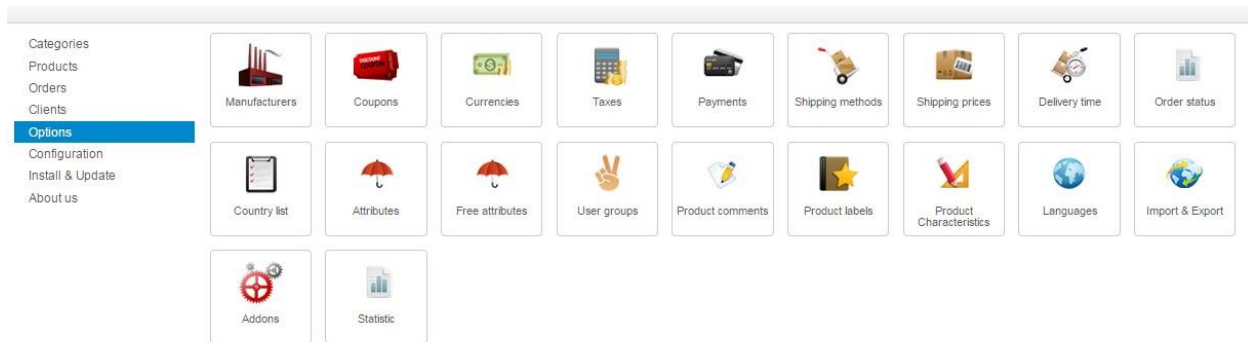 Categories
Products
Orders
Clients
Options
Configuration
Install & Update
About us
DISCOUNT
COUPON
Manufacturers
Coupons
Currencies
Taxes
Payments
Shipping methods
Shipping prices
Delivery time
Order status
Country list
Attributes
Free attributes
User groups
Product comments
Product labels
Product
Characteristics
Languages
Import & Export
Addons
Statistic